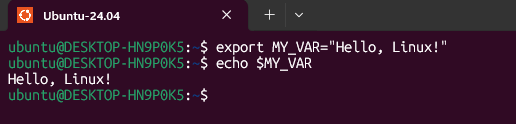 Ubuntu-24.04
ubuntu@DESKTOP-HN9P0K5:~$ export MY_VAR="Hello, Linux!"
ubuntu@DESKTOP-HN9P0K5:~$ echo $MY_VAR
Hello, Linux!
ubuntu@DESKTOP-HN9P0K5:~$